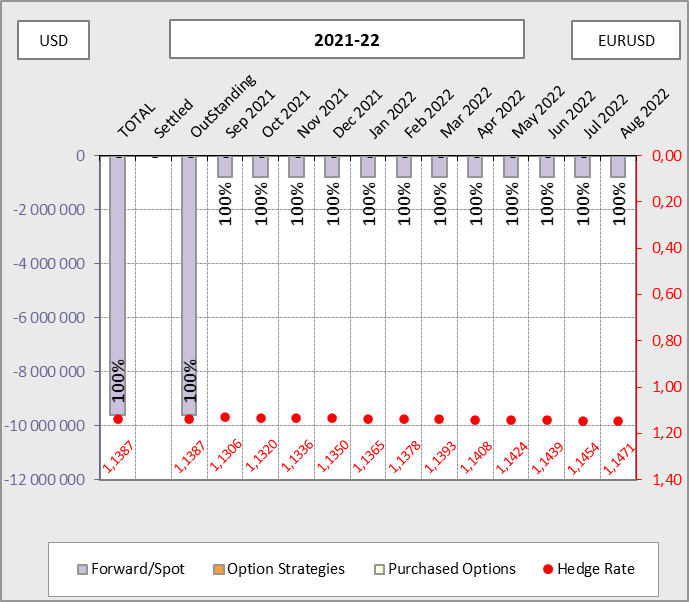 USD
2021-22
EURUSD
TOTAL
Settled
OutStanding
Sep 2021
Oct 2021
Nov 2021
Dec 2021
Jan 2022
Feb 2022
Mar 2022
Apr 2022
May 2022
Jun 2022
Jul 2022
Aug 2022
0
-2 000 000
-4 000 000
-6 000 000
-8 000 000
-10 000 000
-12 000 000
100%
100%
100%
100%
100%
100%
100%
100%
100%
100%
100%
100%
100%
100%
1,1387
1,1387
1,1306
1,1320
1,1336
1,1350
1,1365
1,1378
1,1393
1,1408
1,1424
1,1439
1,1454
1,1471
0,00
0,20
0,40
0,60
0,80
1,00
1,20
1,40
Forward/Spot Option Strategies Purchased Options Hedge Rate